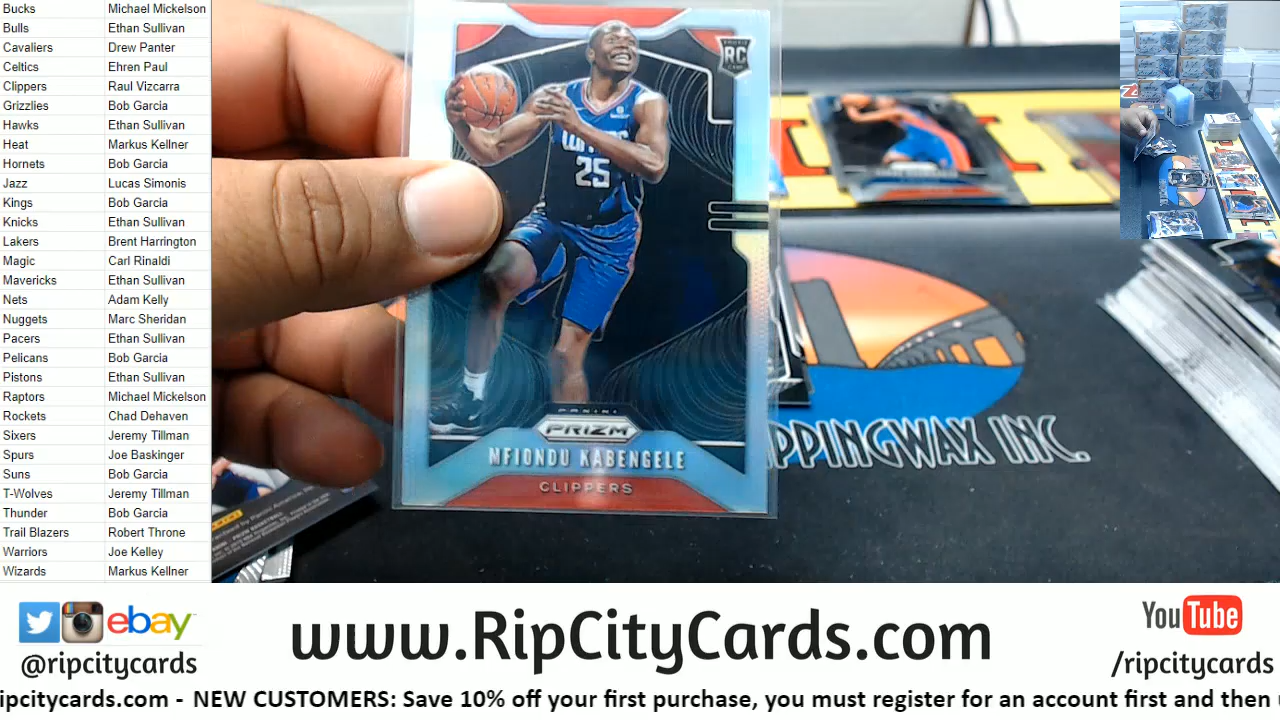 Bucks Michael Mickelson
Bulls Ethan Sullivan
Cavaliers Drew Panter
Celtics Ehren Paul
Clippers Raul Vizcarra
Grizzlies Bob Garcia
Hawks Ethan Sullivan
Heat Markus Kellner
Hornets Bob Garcia
Jazz Lucas Simonis
Kings Bob Garcia
Knicks Ethan Sullivan
Lakers Brent Harrington
Magic Carl Rinaldi
Mavericks Ethan Sullivan
Nets Adam Kelly
Nuggets Marc Sheridan
Pacers Ethan Sullivan
Pelicans Bob Garcia
Pistons Ethan Sullivan
Raptors Michael Mickelson
Rockets Chad Dehaven
Sixers Jeremy Tillman
Spurs Joe Baskinger
Suns Bob Garcia
T-Wolves Jeremy Tillman
Thunder Bob Garcia
Trail Blazers Robert Throne
Warriors Joe Kelley
Wizards Markus Kellner
RC
25
PANINI
PRIZM
MFIONDU KABENGELE
CLIPPERS
PPINGWAX INC.
ebay
@ripcitycards
www.RipCityCards.com
YouTube
/ripcitycards
ipcitycards.com - NEW CUSTOMERS: Save 10% off your first purchase, you must register for an account first and then